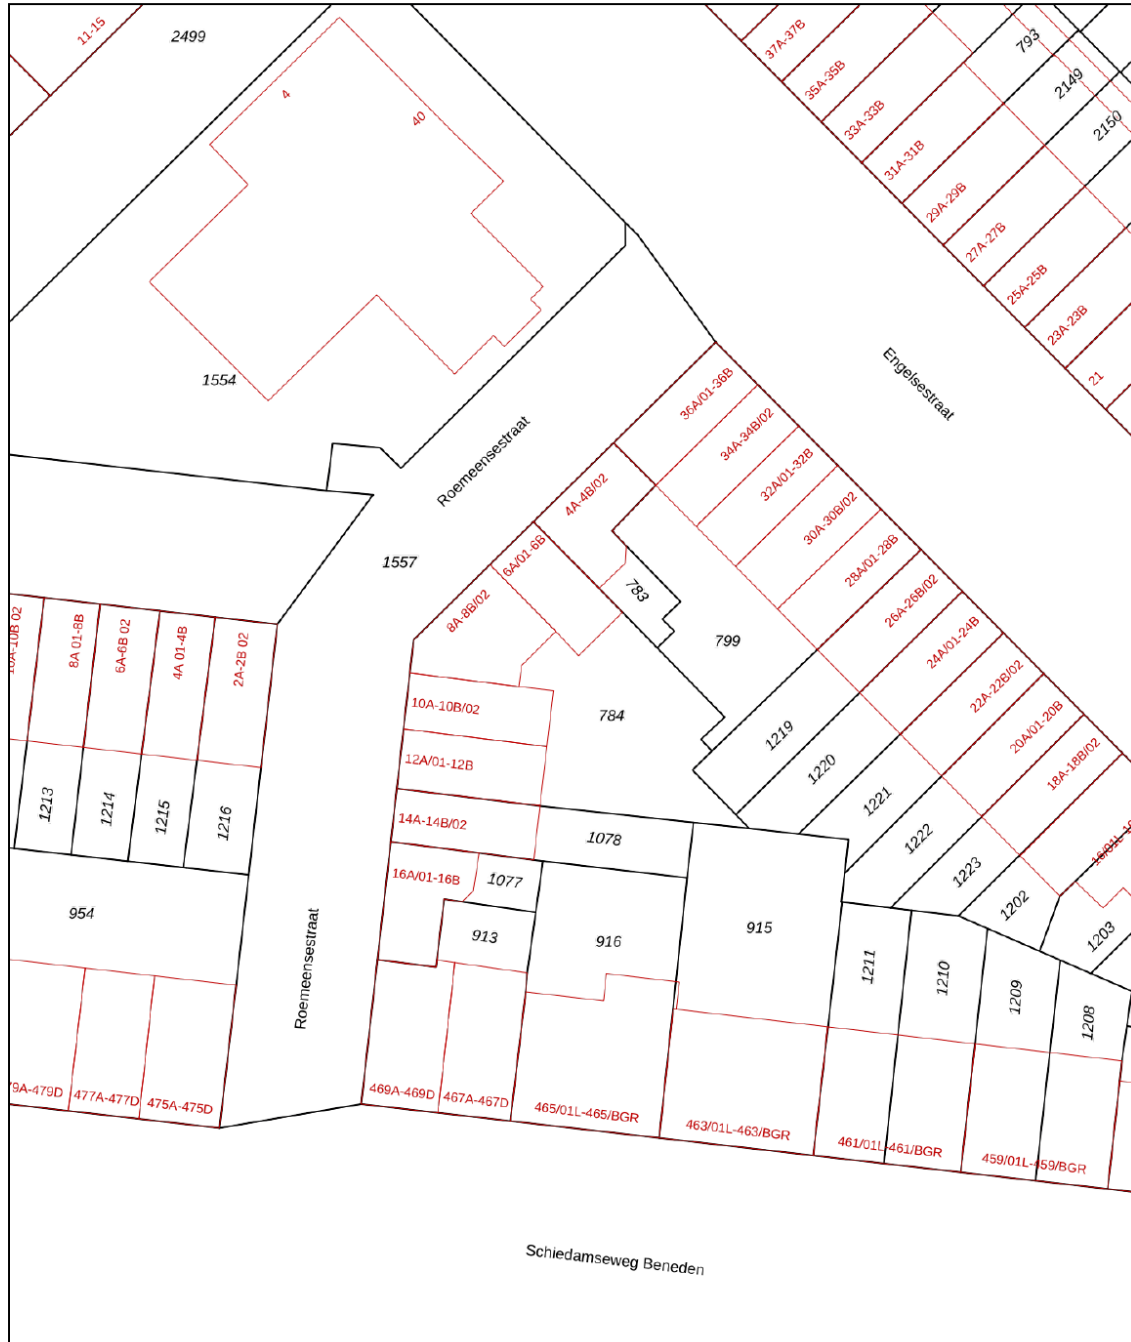 11-15
2499
4
40
37A-37B
35A-35B
33A-33B
31A-31B
29A-29B
27A-27B
25A-25B
23A-23B
21
793
2149
2150
1554
Engelsestraat
Roemeensestraat
1557
36A/01-36B
34A-34B/02
32A/01-32B
30A-30B/02
28A/01-28B
26A-26B/02
24A/01-24B
22A-22B/02
20A/01-20B
18A-18B/02
4A-4B/02
6A/01-6B
8A-8B/02
783
799
784
10A-10B/02
12A/01-12B
14A-14B/02
16A/01-16B
10A-10B 02
8A 01-8B
6A-6B 02
4A 01-4B
2A-2B 02
1213
1214
1215
1216
1219
1220
1221
1222
1223
1202
1203
1078
1077
913
916
915
954
1211
1210
1209
1208
Roemeensestraat
79A-479D
477A-477D
475A-475D
469A-469D
467A-467D
465/01L-465/BGR
463/01L-463/BGR
461/01L-461/BGR
459/01L-459/BGR
Schiedamseweg Beneden